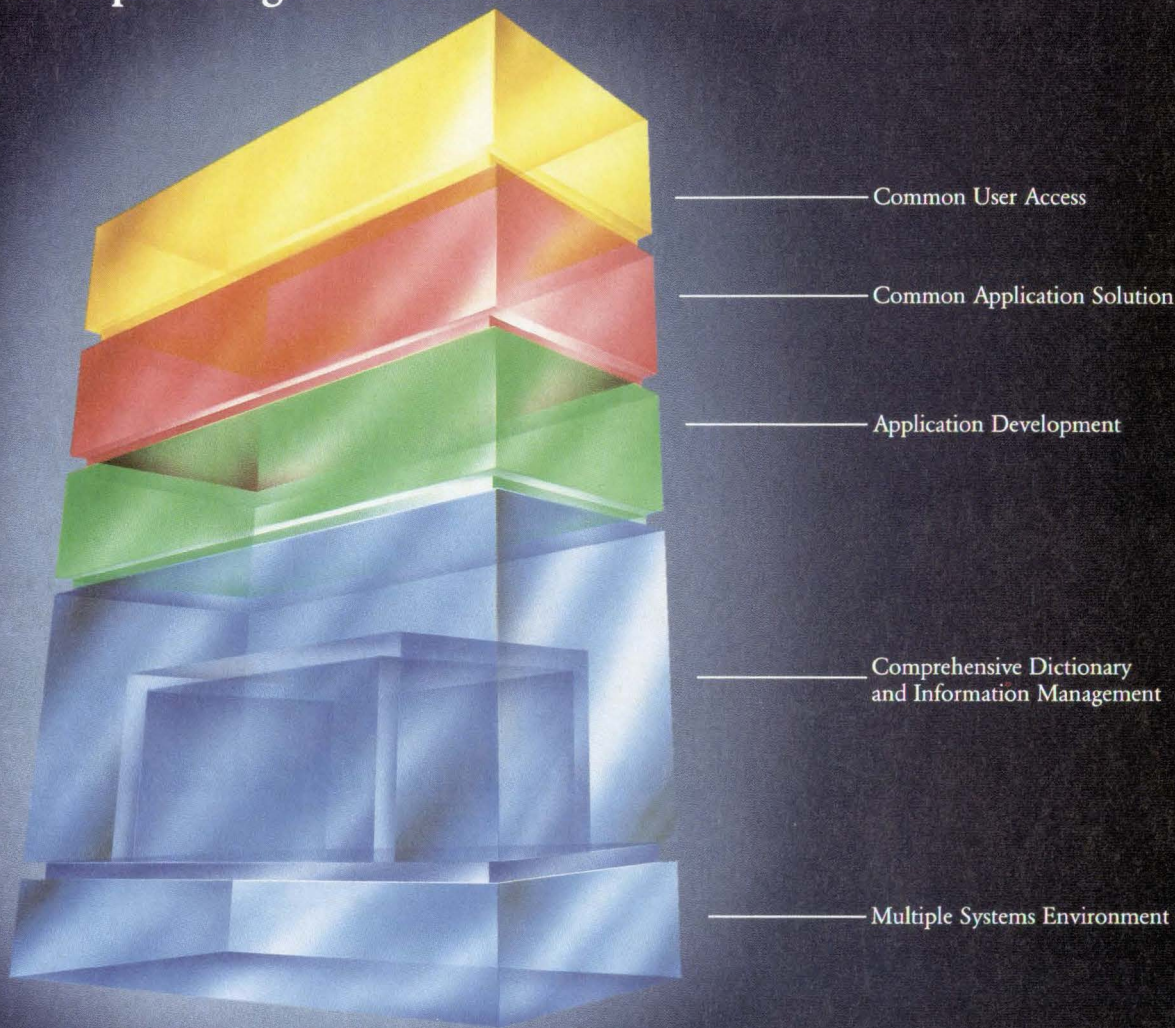 Common User Access
Common Application Solution
Application Development
Comprehensive Dictionary
and Information Management
Multiple Systems Environment